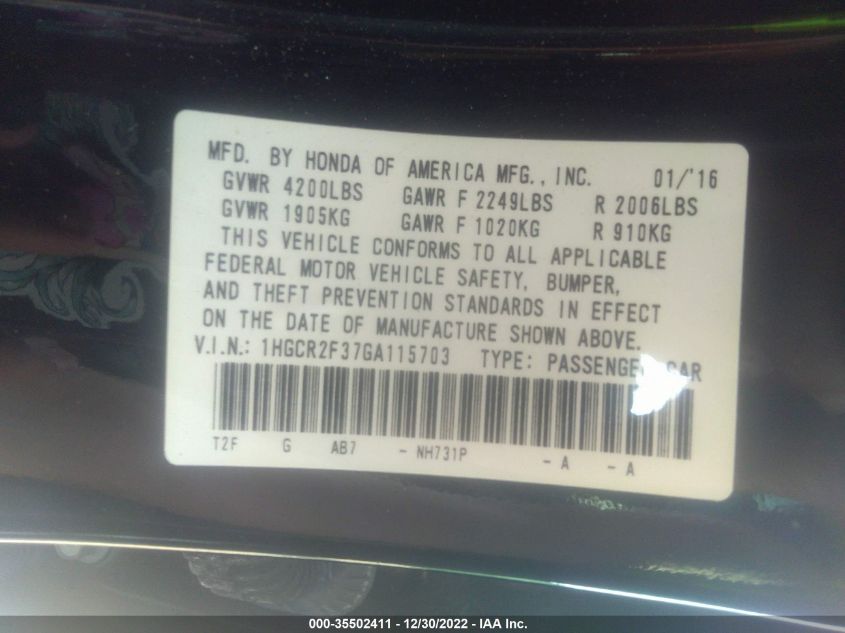 MFD. BY HONDA OF AMERICA MFG., INC. 01/'16
GVWR 4200LBS GAWR F 2249LBS R 2006LBS
GVWR 1905KG GAWR F 1020KG R 910KG
THIS VEHICLE CONFORMS TO ALL APPLICABLE
FEDERAL MOTOR VEHICLE SAFETY, BUMPER,
AND THEFT PREVENTION STANDARDS IN EFFECT
ON THE DATE OF MANUFACTURE SHOWN ABOVE.
V.I.N.: 1HGCR2F37GA115703 TYPE: PASSENGER CAR
T2F G AB7 - NH731P - A - A
000-35502411 - 12/30/2022 - IAA Inc.